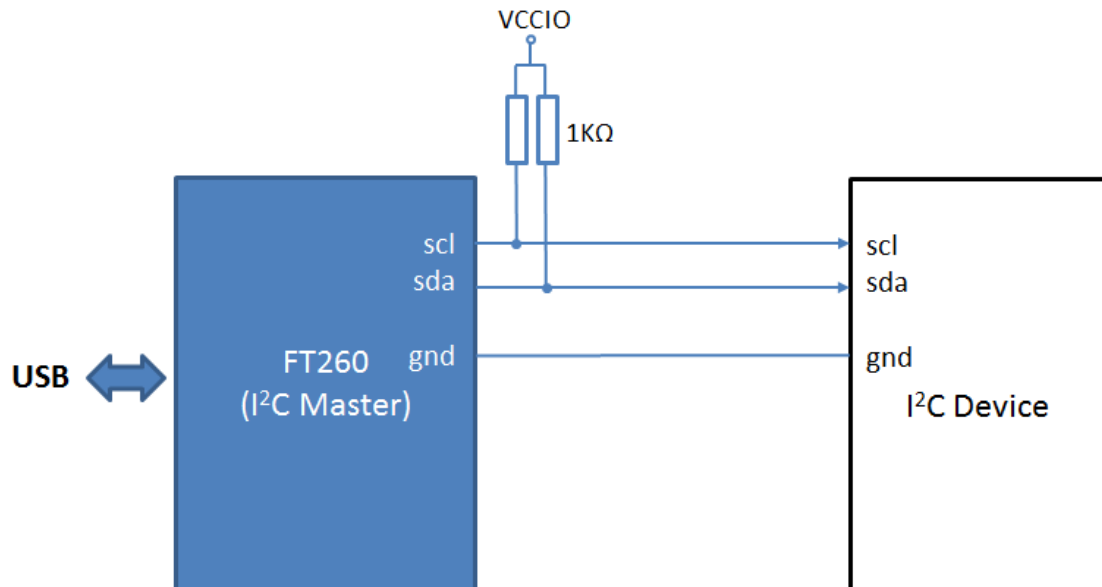 VCCIO
1KΩ
scl
sda
gnd
USB
FT260
(I²C Master)
scl
sda
gnd
I²C Device